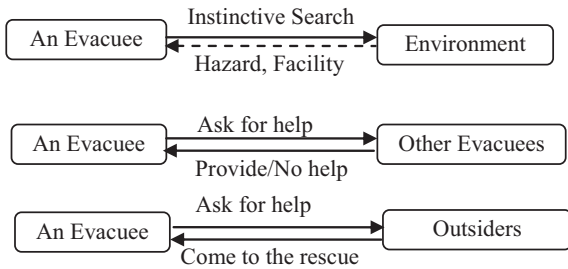 Instinctive Search
An Evacuee
Environment
Hazard, Facility
Ask for help
An Evacuee
Other Evacuees
Provide/No help
Ask for help
An Evacuee
Outsiders
Come to the rescue